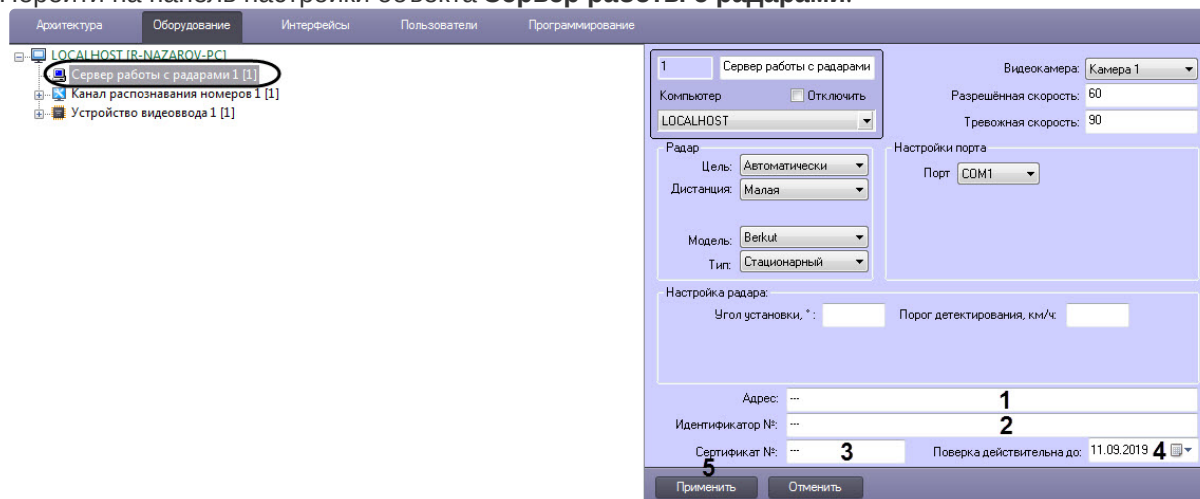 Перейти на панель настройки объекта Сервер работы с радарами.
Архитектура Оборудование Интерфейсы Пользователи Программирование
LOCALHOST [R-NAZAROV-PC]
Сервер работы с радарами 1 [1]
Канал распознавания номеров 1 [1]
Устройство видеоввода 1 [1]
1 Сервер работы с радарами
Компьютер Отключить
LOCALHOST
Видеокамера: Камера 1
Разрешённая скорость: 60
Тревожная скорость: 90
Радар
Цель: Автоматически
Дистанция: Малая
Модель: Berkut
Тип: Стационарный
Настройки порта
Порт COM1
Настройка радара:
Угол установки, ° : Порог детектирования, км/ч:
Адрес: --- 1
Идентификатор №: --- 2
Сертификат №: --- 3 Поверка действительна до: 11.09.2019 4
5
Применить Отменить